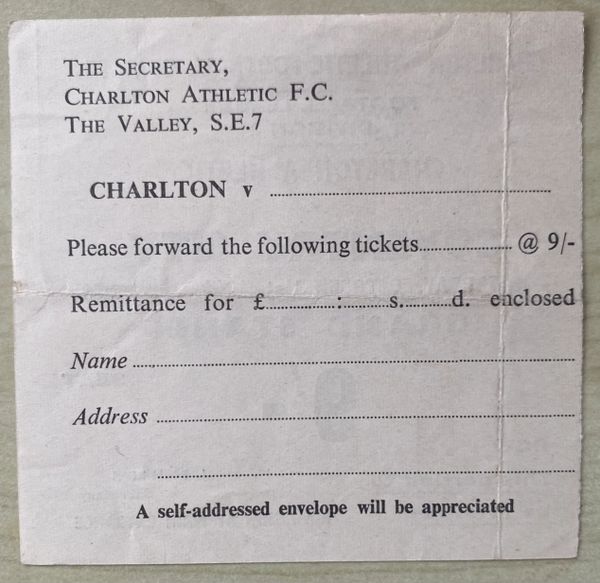 The Secretary,
Charlton Athletic F.C.
The Valley, S.E.7
CHARLTON v ................................................................
Please forward the following tickets..................... @ 9/-
Remittance for £................:..........s...........d. enclosed
Name ................................................................
Address ................................................................
................................................................
A self-addressed envelope will be appreciated